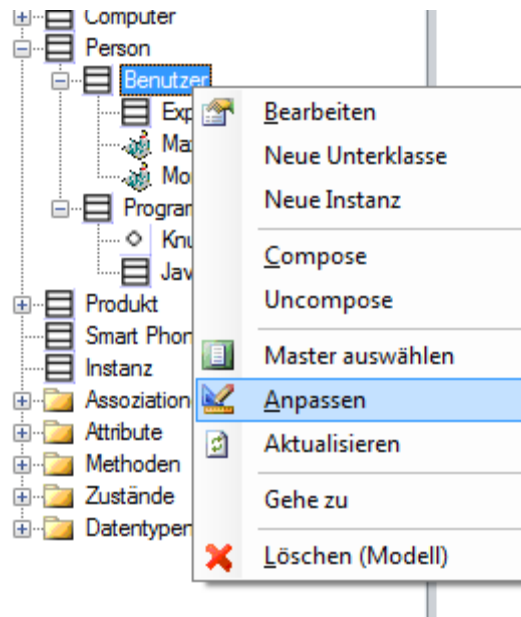 Computer
Person
Benutzer
Exp
Bearbeiten
Ma
Neue Unterklasse
Mo
Neue Instanz
Program
Knu
Compose
Jav
Uncompose
Produkt
Smart Phon
Master auswählen
Instanz
Assoziation
Anpassen
Attribute
Aktualisieren
Methoden
Zustände
Gehe zu
Datentypen
Löschen (Modell)